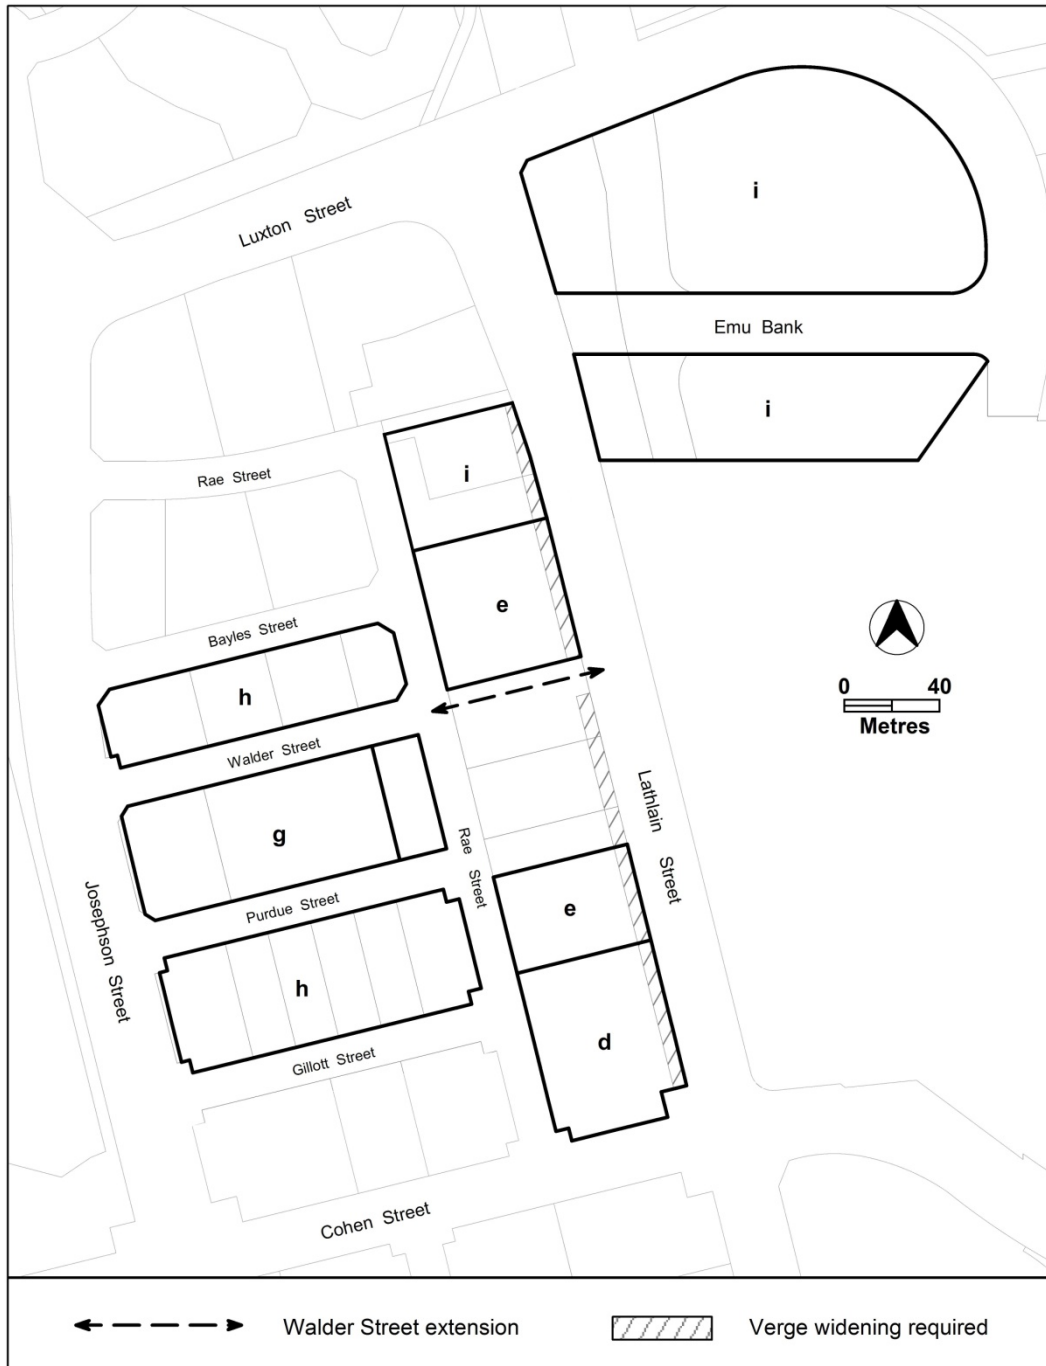 Luxton Street
i
Emu Bank
i
Rae Street
i
e
Bayles Street
h
Walder Street
0 40
Metres
g
Rae Street
Lathlain Street
Purdue Street
e
Josephson Street
h
d
Gillott Street
Cohen Street
Walder Street extension
Verge widening required